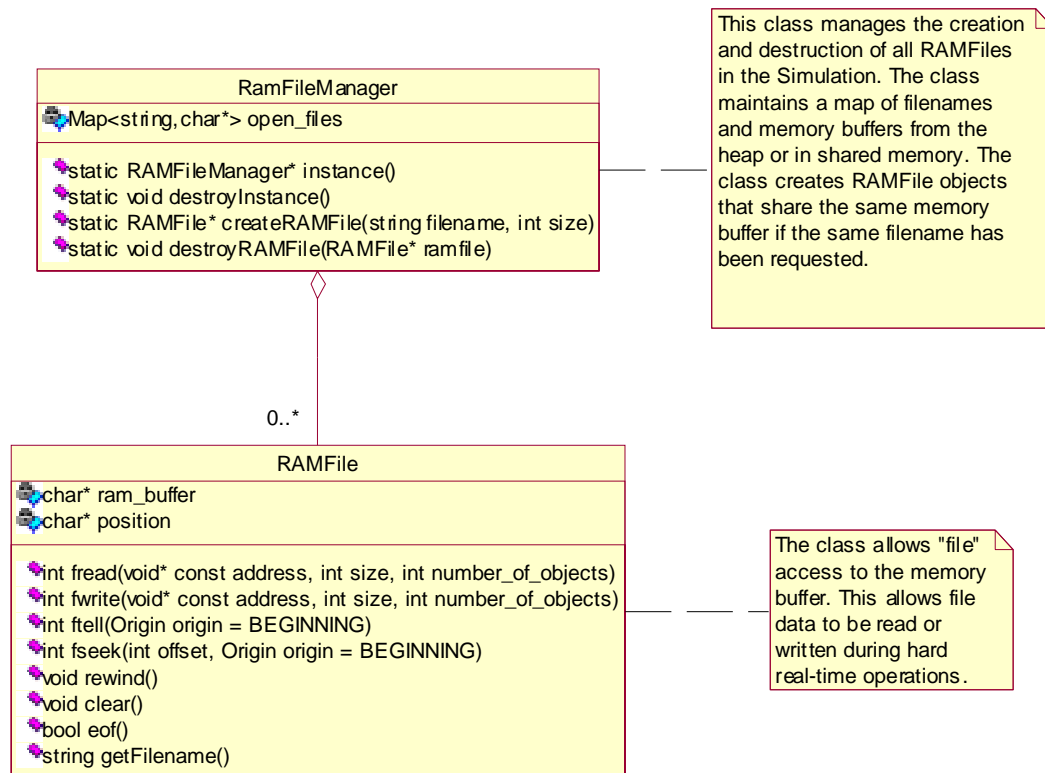 RamFileManager
Map<string,char*> open_files
static RAMFileManager* instance()
static void destroyInstance()
static RAMFile* createRAMFile(string filename, int size)
static void destroyRAMFile(RAMFile* ramfile)
This class manages the creation
and destruction of all RAMFiles
in the Simulation. The class
maintains a map of filenames
and memory buffers from the
heap or in shared memory. The
class creates RAMFile objects
that share the same memory
buffer if the same filename has
been requested.
0..*
RAMFile
char* ram_buffer
char* position
int fread(void* const address, int size, int number_of_objects)
int fwrite(void* const address, int size, int number_of_objects)
int ftell(Origin origin = BEGINNING)
int fseek(int offset, Origin origin = BEGINNING)
void rewind()
void clear()
bool eof()
string getFilename()
The class allows "file"
access to the memory
buffer. This allows file
data to be read or
written during hard
real-time operations.